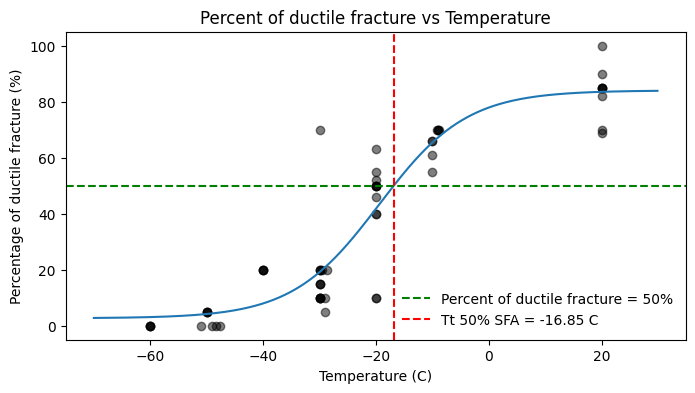 Percent of ductile fracture vs Temperature
Percentage of ductile fracture (%)
100
80
60
40
20
0
−60
−40
−20
0
20
Temperature (C)
Percent of ductile fracture = 50%
Tt 50% SFA = -16.85 C